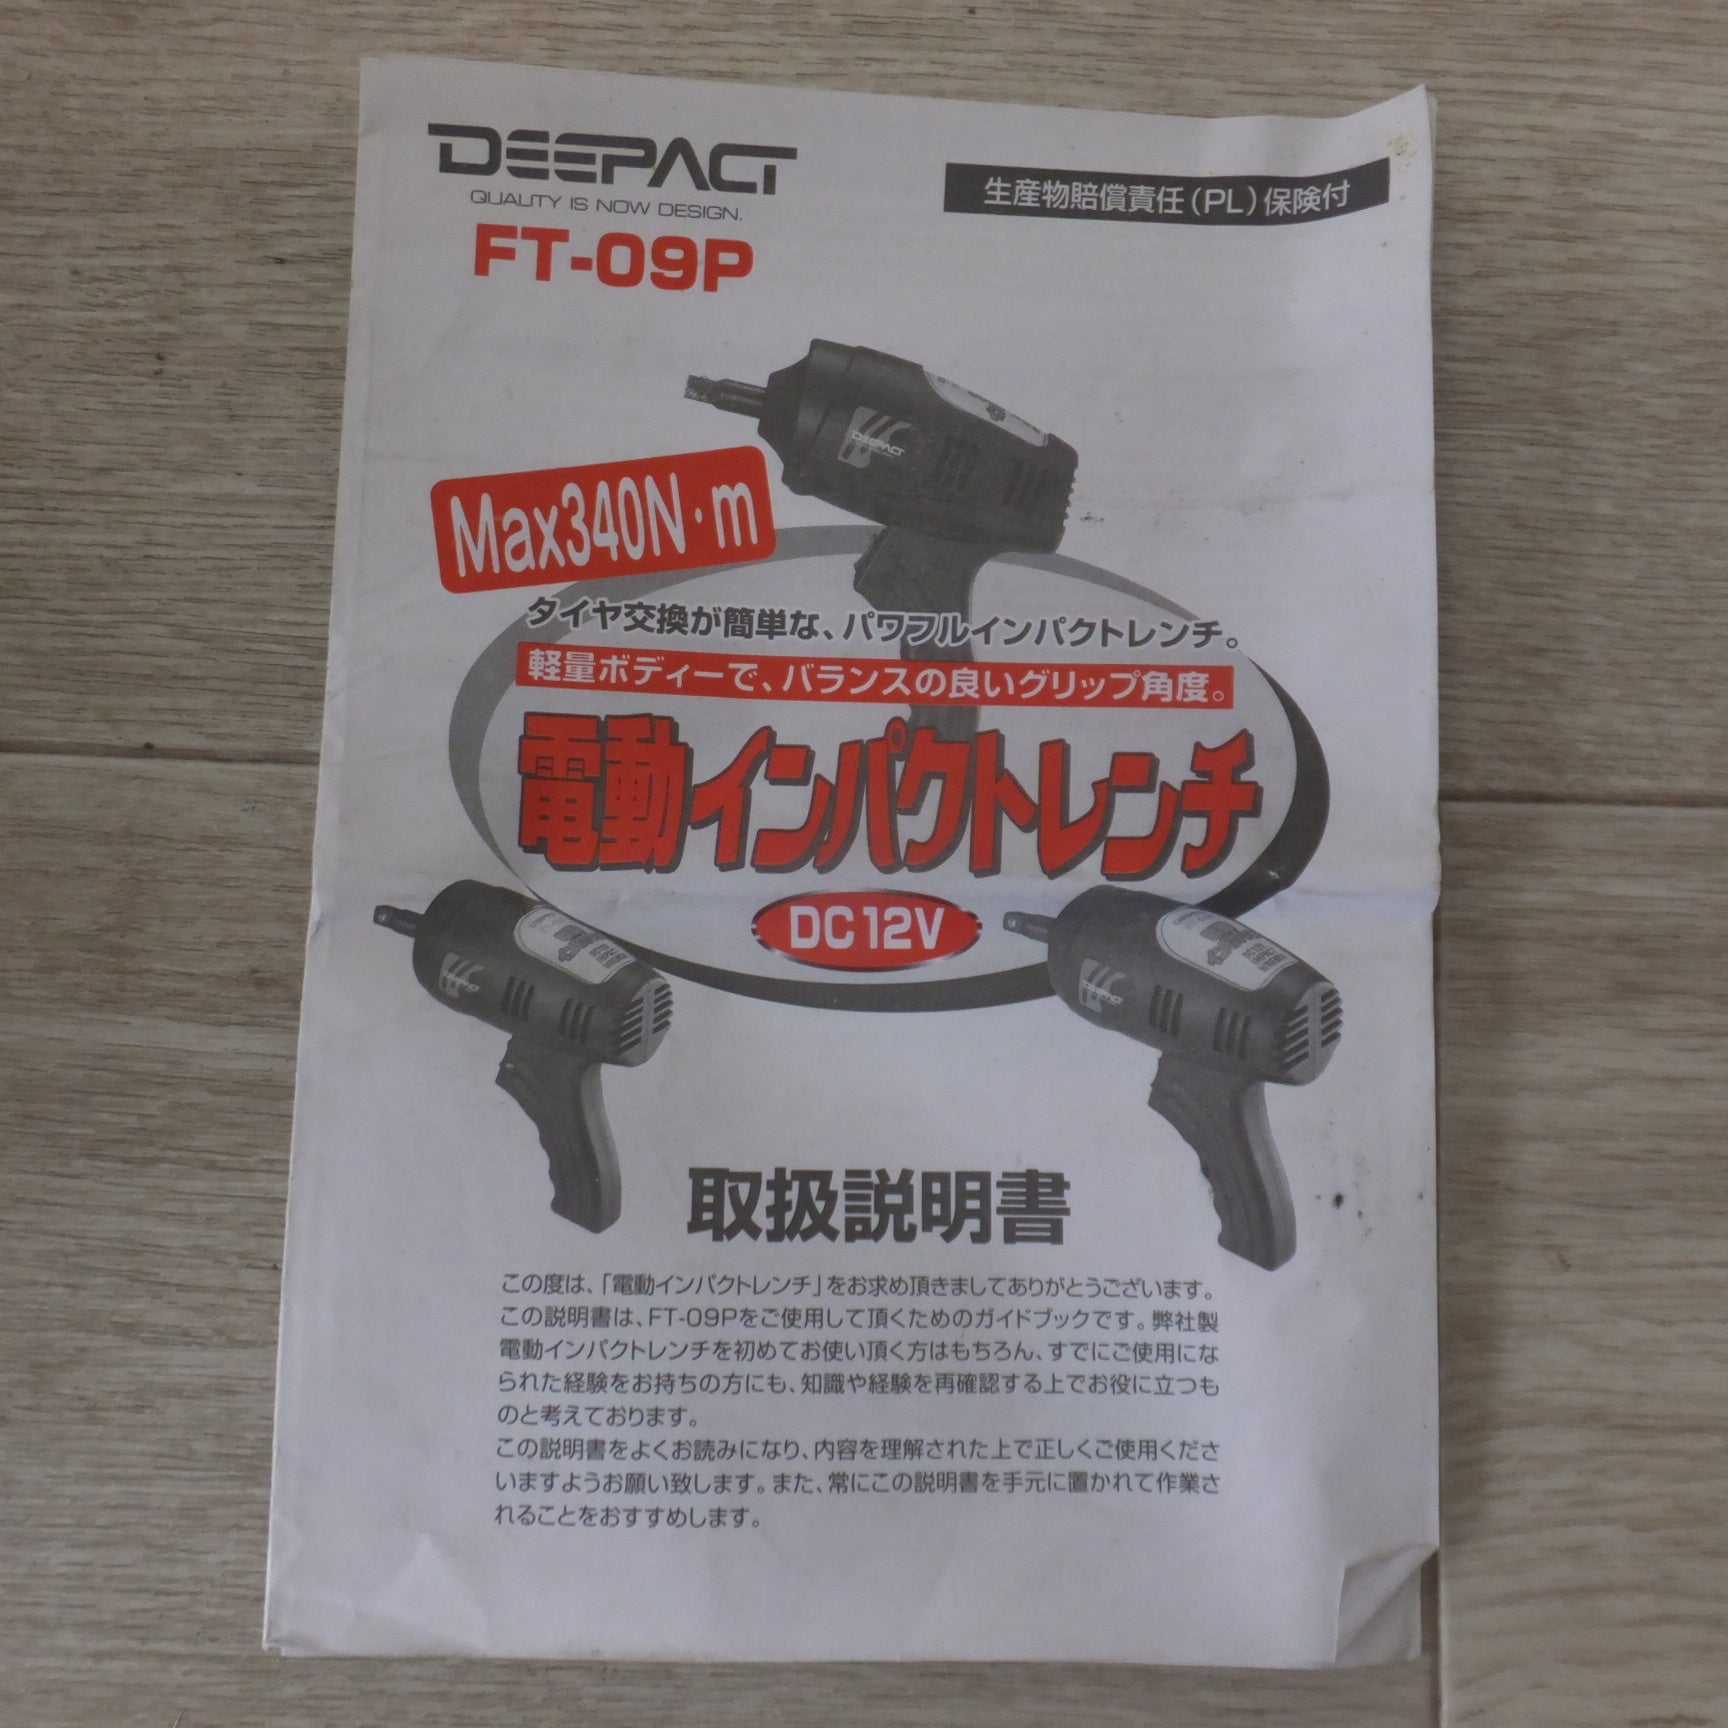 DEEPACT
QUALITY IS NOW DESIGN.
FT-09P
生産物賠償責任(PL)保険付
DEEPACT
Max340N・m
タイヤ交換が簡単な、パワフルインパクトレンチ。
軽量ボディーで、バランスの良いグリップ角度。
電動インパクトレンチ
DC12V
DEEPACT
DEEPACT
取扱説明書
この度は、「電動インパクトレンチ」をお求め頂きましてありがとうございます。
この説明書は、FT-09Pをご使用して頂くためのガイドブックです。弊社製
電動インパクトレンチを初めてお使い頂く方はもちろん、すでにご使用にな
られた経験をお持ちの方にも、知識や経験を再確認する上でお役に立つも
のと考えております。
この説明書をよくお読みになり、内容を理解された上で正しくご使用くださ
いますようお願い致します。また、常にこの説明書を手元に置かれて作業さ
れることをおすすめします。